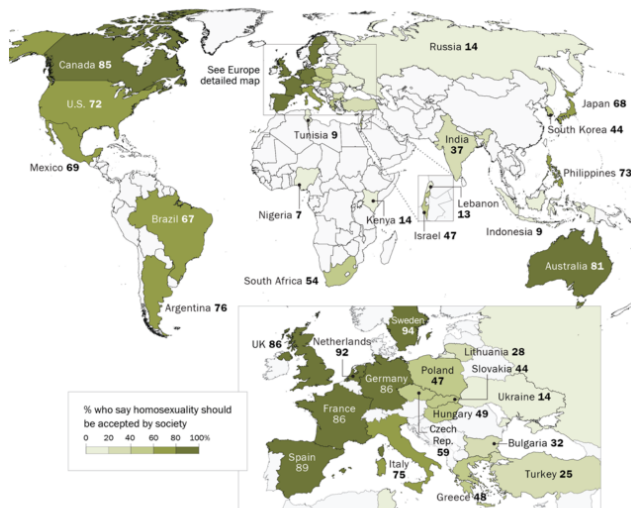 Russia 14
Canada 85
See Europe
detailed map
U.S. 72
Japan 68
South Korea 44
Tunisia 9
India
37
Mexico 69
Philippines 73
Lebanon
13
Nigeria 7
Kenya 14
Brazil 67
Israel 47
Indonesia 9
Australia 81
South Africa 54
Argentina 76
Sweden
94
UK 86
Netherlands
92
Lithuania 28
Slovakia 44
Poland
47
Germany
86
Ukraine 14
France
86
Hungary 49
Czech
Rep.
59
Bulgaria 32
Spain
89
Italy
75
Turkey 25
Greece 48
% who say homosexuality should
be accepted by society
0 20 40 60 80 100%